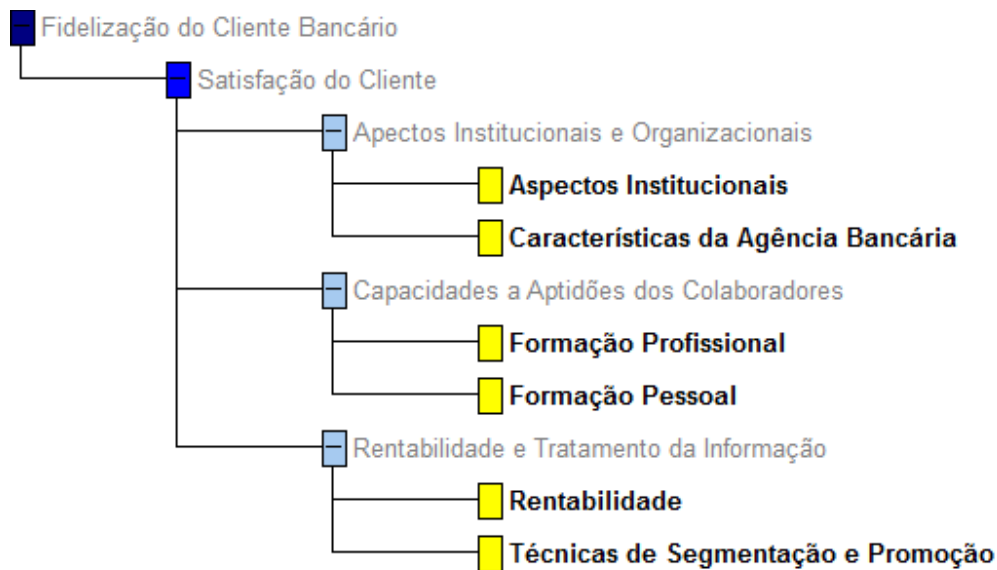 Fidelização do Cliente Bancário
Satisfação do Cliente
Apectos Institucionais e Organizacionais
Aspectos Institucionais
Características da Agência Bancária
Capacidades a Aptidões dos Colaboradores
Formação Profissional
Formação Pessoal
Rentabilidade e Tratamento da Informação
Rentabilidade
Técnicas de Segmentação e Promoção